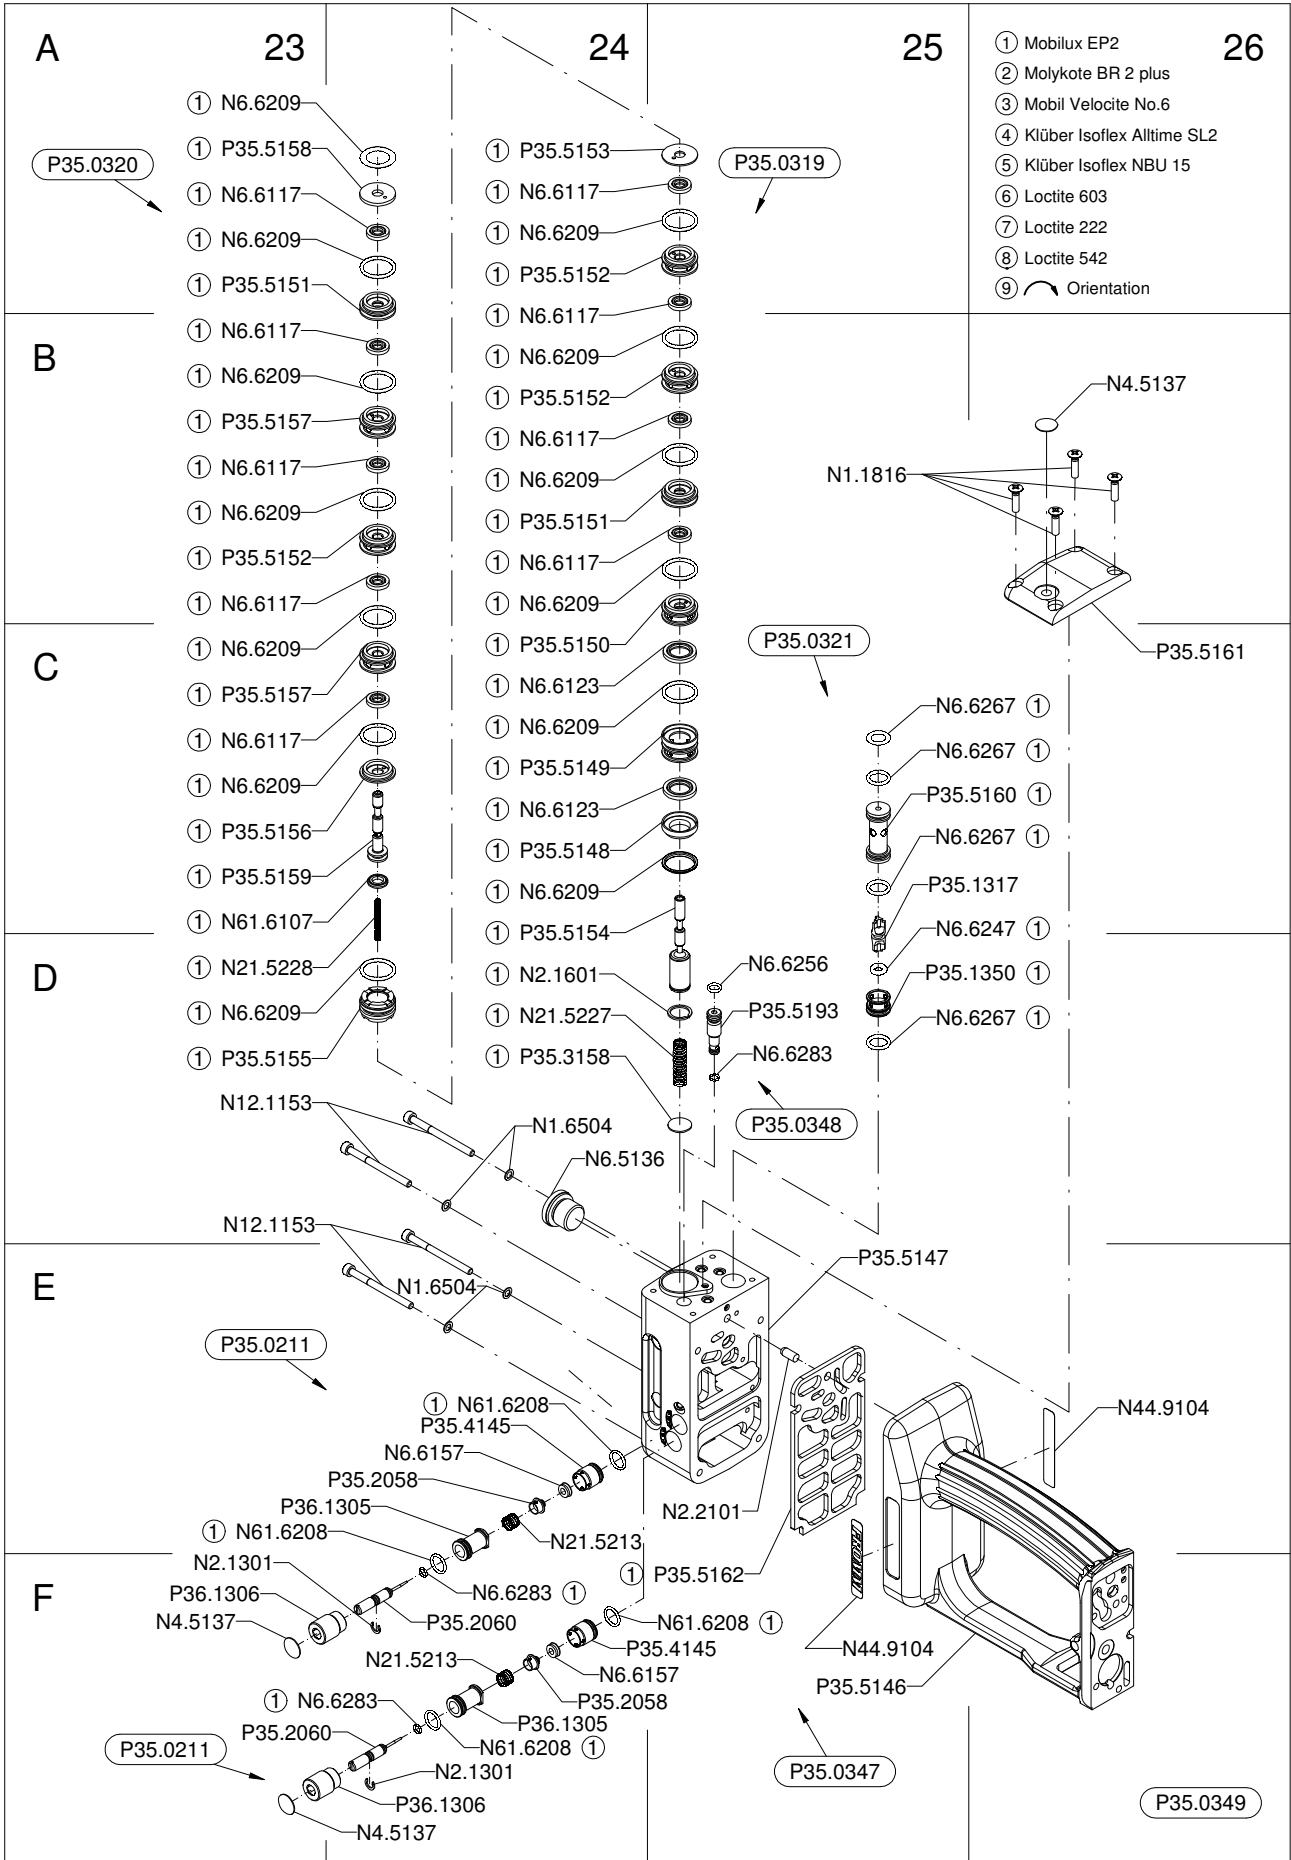 A
23
24
25
26
① Mobilux EP2
② Molykote BR 2 plus
③ Mobil Velocite No.6
④ Klüber Isoflex Alltime SL2
⑤ Klüber Isoflex NBU 15
⑥ Loctite 603
⑦ Loctite 222
⑧ Loctite 542
⑨ Orientation
P35.0320
① N6.6209
① P35.5158
① N6.6117
① N6.6209
① P35.5151
① N6.6117
① N6.6209
① P35.5157
① N6.6117
① N6.6209
① P35.5152
① N6.6117
① N6.6209
① P35.5157
① N6.6117
① N6.6209
① P35.5156
① P35.5159
① N61.6107
① N21.5228
① N6.6209
① P35.5155
P35.0319
① P35.5153
① N6.6117
① N6.6209
① P35.5152
① N6.6117
① N6.6209
① P35.5152
① N6.6117
① N6.6209
① P35.5151
① N6.6117
① N6.6209
① P35.5150
① N6.6123
① N6.6209
① P35.5149
① N6.6123
① P35.5148
① N6.6209
① P35.5154
① N2.1601
① N21.5227
① P35.3158
B
N4.5137
N1.1816
P35.5161
C
P35.0321
N6.6267 ①
N6.6267 ①
P35.5160 ①
N6.6267 ①
P35.1317
N6.6247 ①
P35.1350 ①
N6.6267 ①
D
N6.6256
P35.5193
N6.6283
P35.0348
N12.1153
N1.6504
N6.5136
N12.1153
N1.6504
P35.5147
E
P35.0211
① N61.6208
P35.4145
N6.6157
P35.2058
P36.1305
① N61.6208
N21.5213
N2.1301
N6.6283 ①
P36.1306
P35.2060
N4.5137
N2.2101
① P35.5162
N44.9104
PROMAN
N44.9104
P35.5146
F
N61.6208 ①
P35.4145
N6.6157
N21.5213
P35.2058
① N6.6283
P36.1305
P35.2060
N61.6208 ①
P35.0211
N2.1301
P36.1306
N4.5137
P35.0347
P35.0349